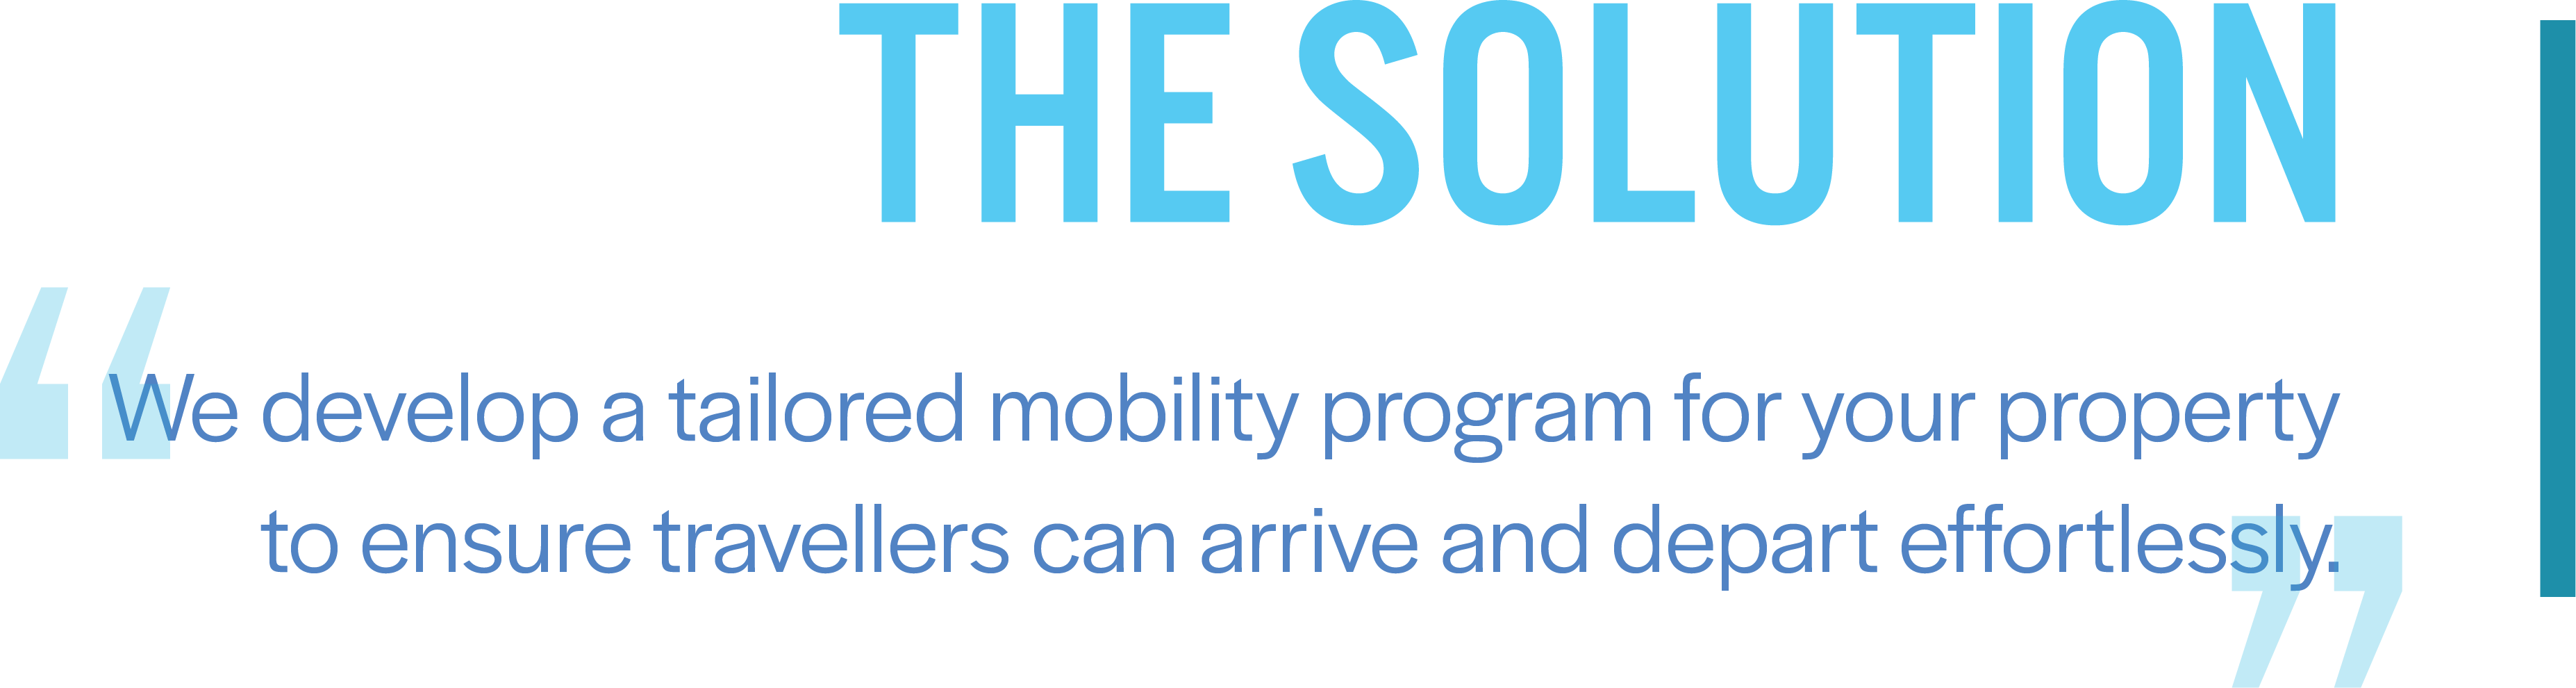 THE SOLUTION
“We develop a tailored mobility program for your property
to ensure travellers can arrive and depart effortlessly.”